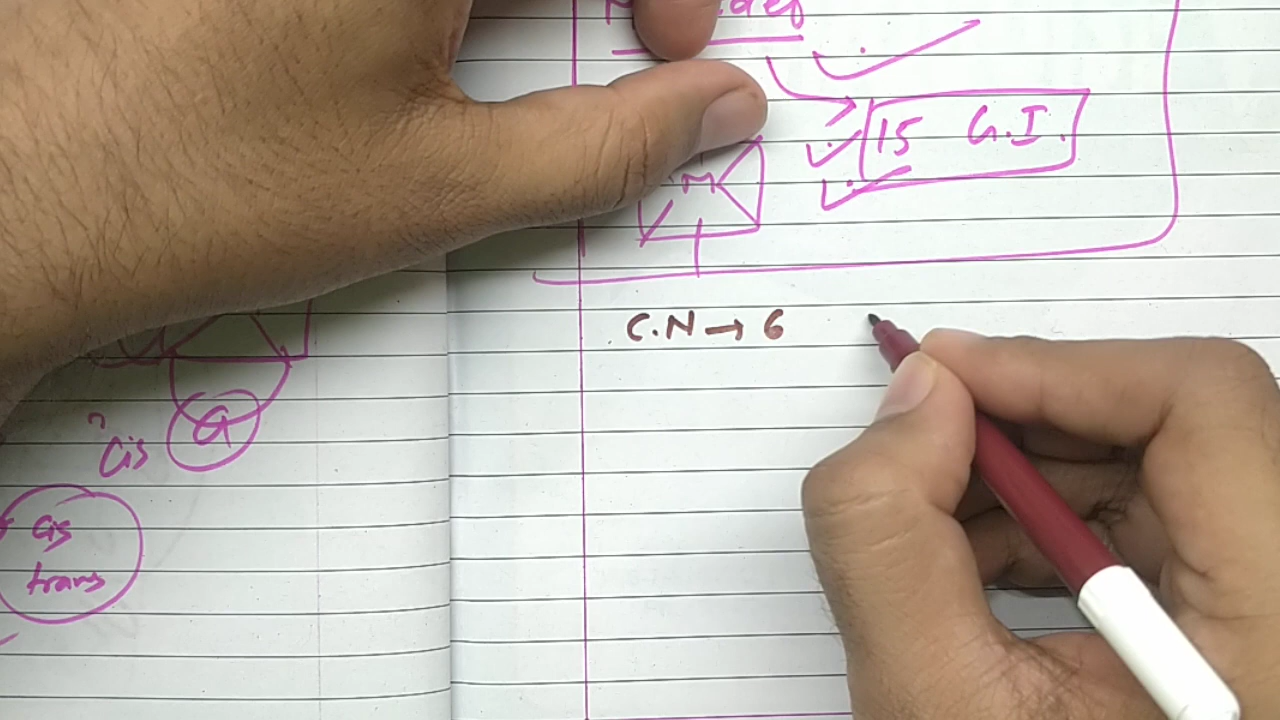 15 G.I.
M
C.N → 6
cis
G
cis
trans